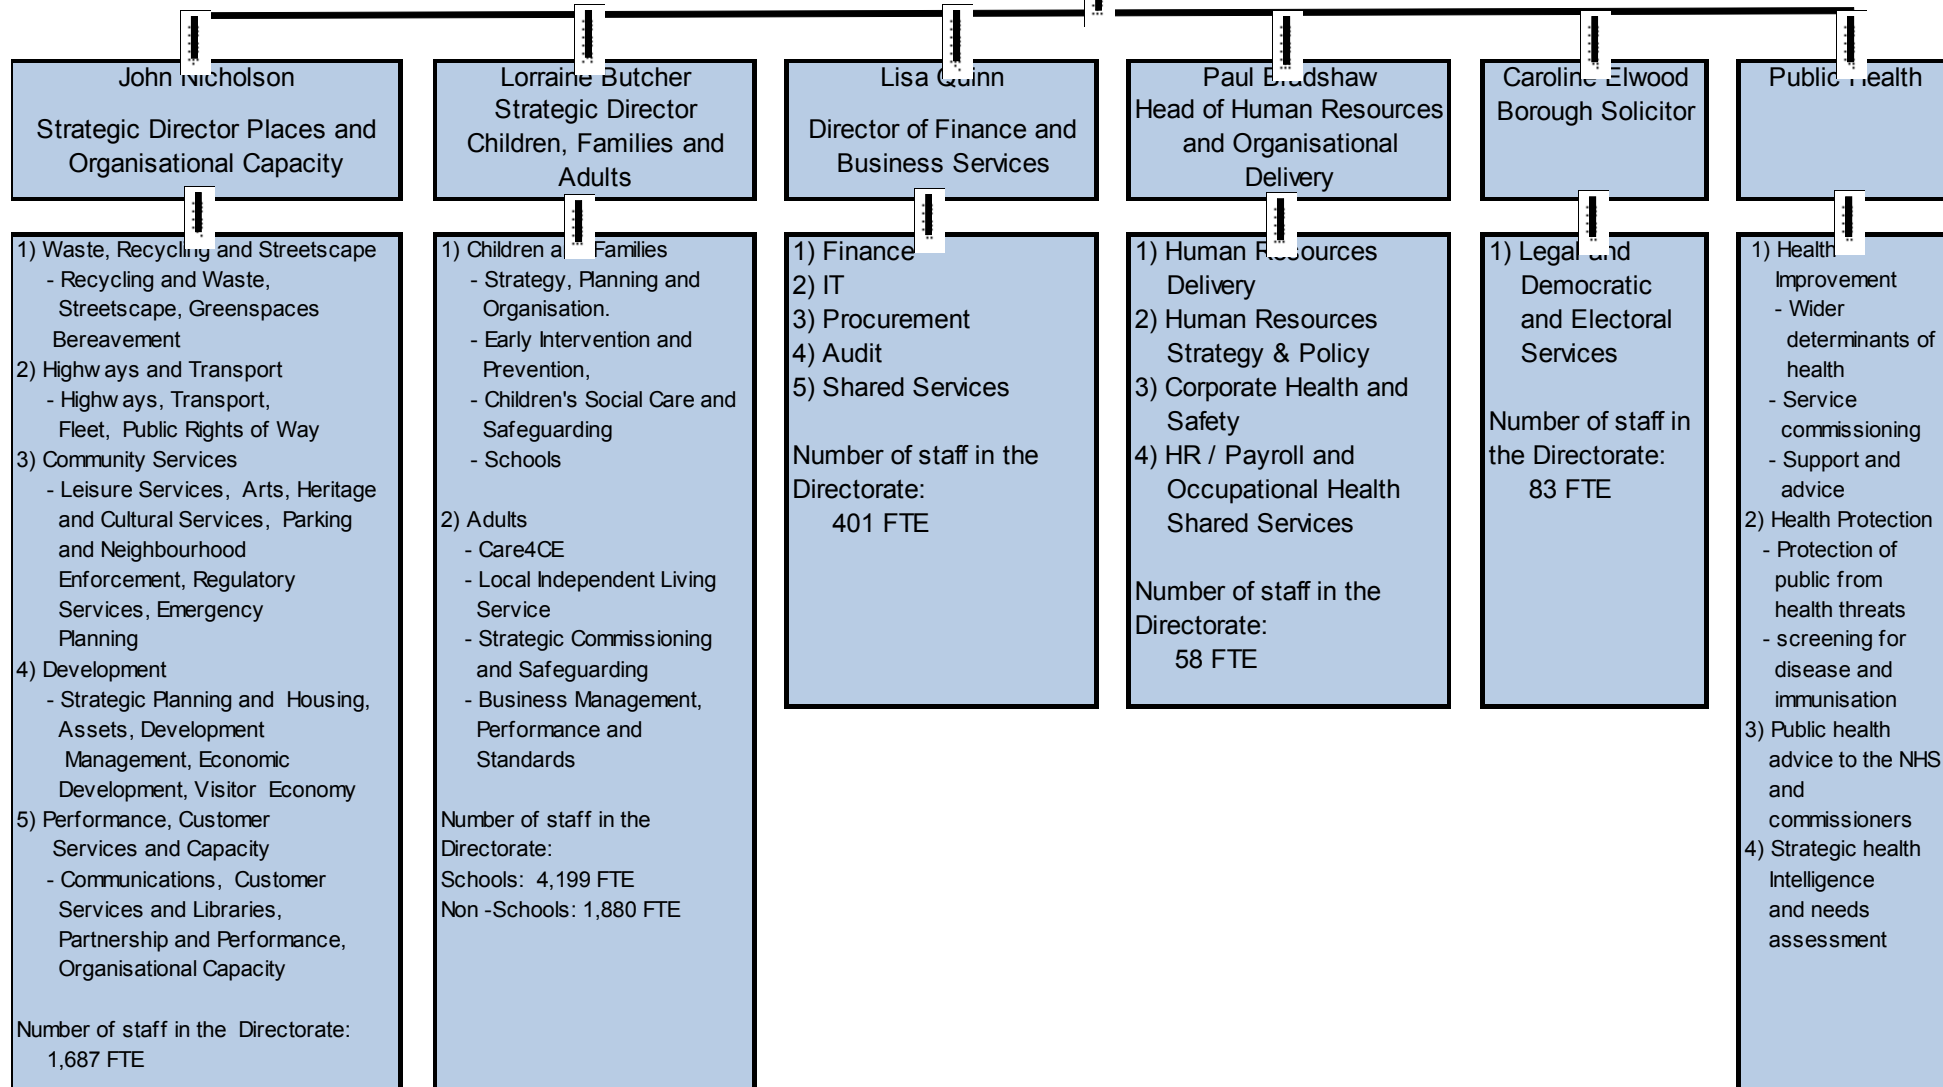 John Nicholson
Strategic Director Places and
Organisational Capacity
Lorraine Butcher
Strategic Director
Children, Families and
Adults
Lisa Quinn
Director of Finance and
Business Services
Paul Bradshaw
Head of Human Resources
and Organisational
Delivery
Caroline Elwood
Borough Solicitor
Public Health
1) Waste, Recycling and Streetscape
- Recycling and Waste,
Streetscape, Greenspaces
Bereavement
2) Highways and Transport
- Highways, Transport,
Fleet, Public Rights of Way
3) Community Services
- Leisure Services, Arts, Heritage
and Cultural Services, Parking
and Neighbourhood
Enforcement, Regulatory
Services, Emergency
Planning
4) Development
- Strategic Planning and Housing,
Assets, Development
Management, Economic
Development, Visitor Economy
5) Performance, Customer
Services and Capacity
- Communications, Customer
Services and Libraries,
Partnership and Performance,
Organisational Capacity
Number of staff in the Directorate:
1,687 FTE
1) Children and Families
- Strategy, Planning and
Organisation.
- Early Intervention and
Prevention,
- Children's Social Care and
Safeguarding
- Schools
2) Adults
- Care4CE
- Local Independent Living
Service
- Strategic Commissioning
and Safeguarding
- Business Management,
Performance and
Standards
Number of staff in the
Directorate:
Schools: 4,199 FTE
Non -Schools: 1,880 FTE
1) Finance
2) IT
3) Procurement
4) Audit
5) Shared Services
Number of staff in the
Directorate:
401 FTE
1) Human Resources
Delivery
2) Human Resources
Strategy & Policy
3) Corporate Health and
Safety
4) HR / Payroll and
Occupational Health
Shared Services
Number of staff in the
Directorate:
58 FTE
1) Legal and
Democratic
and Electoral
Services
Number of staff in
the Directorate:
83 FTE
1) Health
Improvement
- Wider
determinants of
health
- Service
commissioning
- Support and
advice
2) Health Protection
- Protection of
public from
health threats
- screening for
disease and
immunisation
3) Public health
advice to the NHS
and
commissioners
4) Strategic health
Intelligence
and needs
assessment